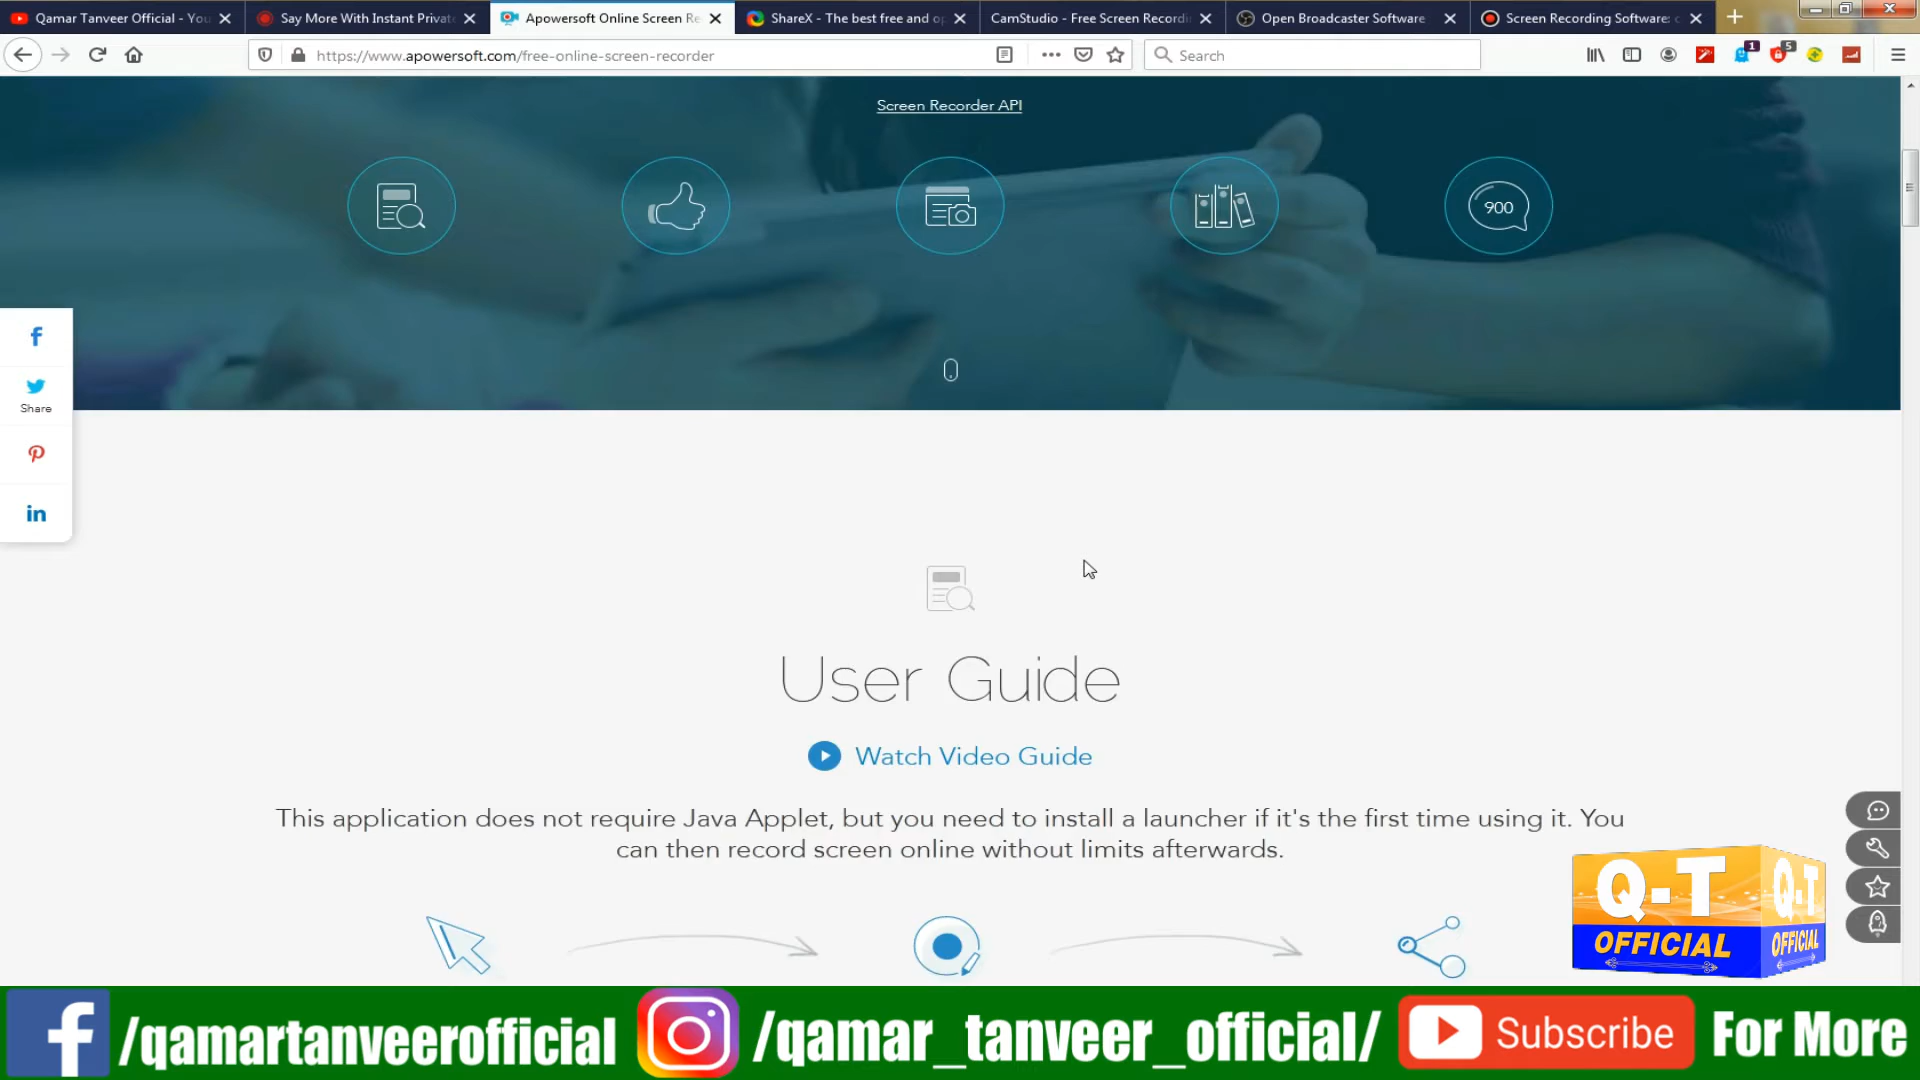 Qamar Tanveer Official - You
Say More With Instant Privat
Apowersoft Online Screen Re
ShareX - The best free and op
CamStudio - Free Screen Recordi
Open Broadcaster Software
Screen Recording Software: c
https://www.apowersoft.com/free-online-screen-recorder
Search
1
5
Screen Recorder API
900
Share
User Guide
Watch Video Guide
This application does not require Java Applet, but you need to install a launcher if it's the first time using it. You
can then record screen online without limits afterwards.
Q-T
OFFICIAL
Q-T
OFFICIAL
/qamartanveerofficial
/qamar_tanveer_official/
Subscribe
For More